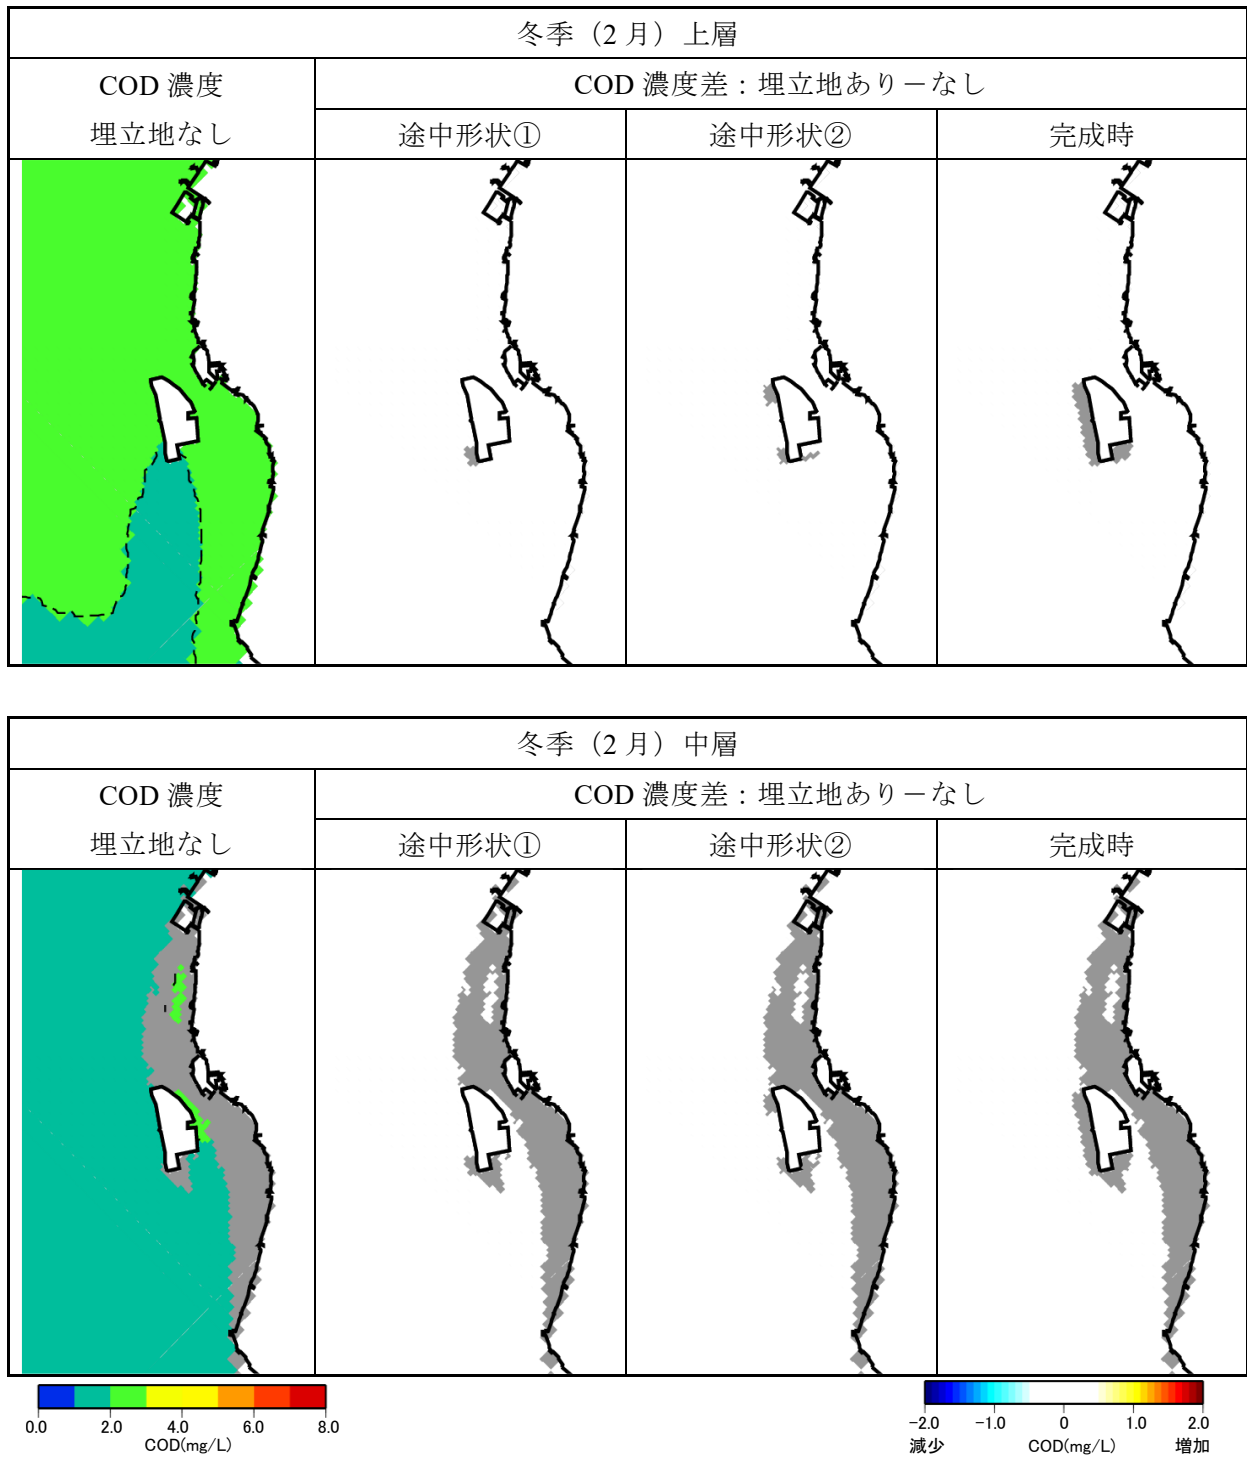 冬季（2月）上層
COD 濃度
埋立地なし
COD 濃度差：埋立地あり－なし
途中形状① 途中形状② 完成時
冬季（2月）中層
COD 濃度
埋立地なし
COD 濃度差：埋立地あり－なし
途中形状① 途中形状② 完成時
0.0 2.0 4.0 6.0 8.0
COD(mg/L)
-2.0 -1.0 0 1.0 2.0
減少 COD(mg/L) 増加